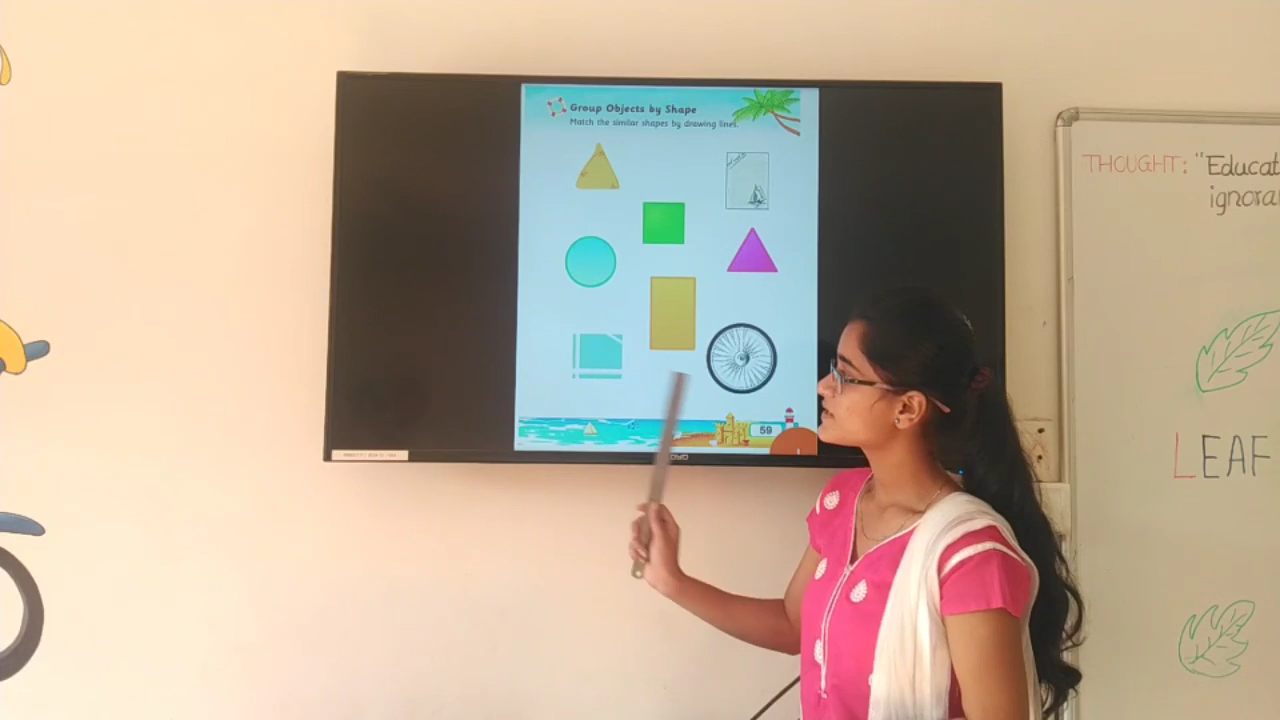 Group Objects by Shape
Match the similar shapes by drawing lines.
59
THOUGHT: "Educat
ignora
LEAF